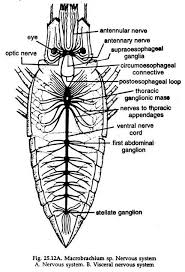 antennular nerve
eye
antennary nerve
supraoesophageal
ganglia
optic nerve
circumoesophageal
connective
postoesophageal loop
thoracic
ganglionic mass
nerves to thoracic
appendages
ventral nerve
cord
first abdominal
ganglion
stellate ganglion
Fig. 25.12A. Macrobrachium sp. Nervous system
A. Nervous system. B. Visceral nervous system.